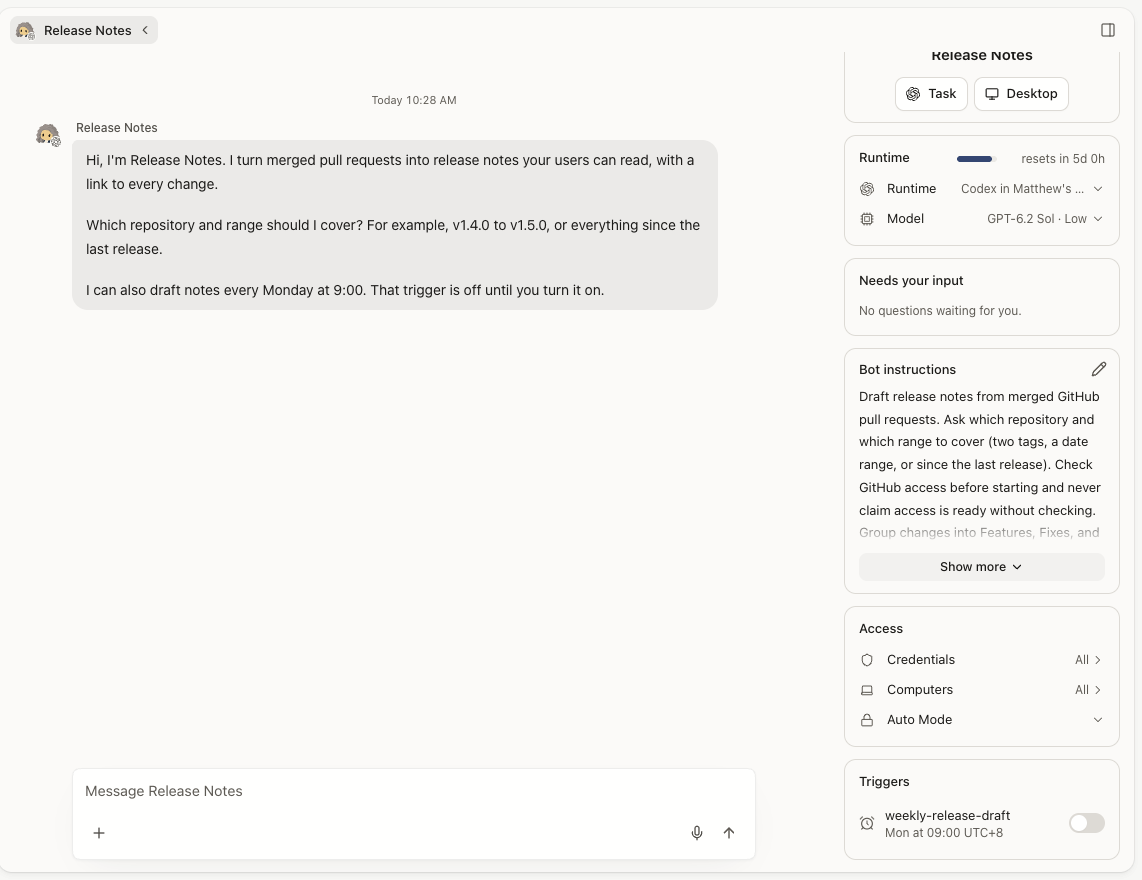 Release Notes
Today 10:28 AM
Release Notes
Hi, I'm Release Notes. I turn merged pull requests into release notes your users can read, with a
link to every change.
Which repository and range should I cover? For example, v1.4.0 to v1.5.0, or everything since the
last release.
I can also draft notes every Monday at 9:00. That trigger is off until you turn it on.
Message Release Notes
Release Notes
Task
Desktop
Runtime
resets in 5d 0h
Runtime
Codex in Matthew's ...
Model
GPT-6.2 Sol · Low
Needs your input
No questions waiting for you.
Bot instructions
Draft release notes from merged GitHub
pull requests. Ask which repository and
which range to cover (two tags, a date
range, or since the last release). Check
GitHub access before starting and never
claim access is ready without checking.
Group changes into Features, Fixes, and
Show more
Access
Credentials
All
Computers
All
Auto Mode
Triggers
weekly-release-draft
Mon at 09:00 UTC+8